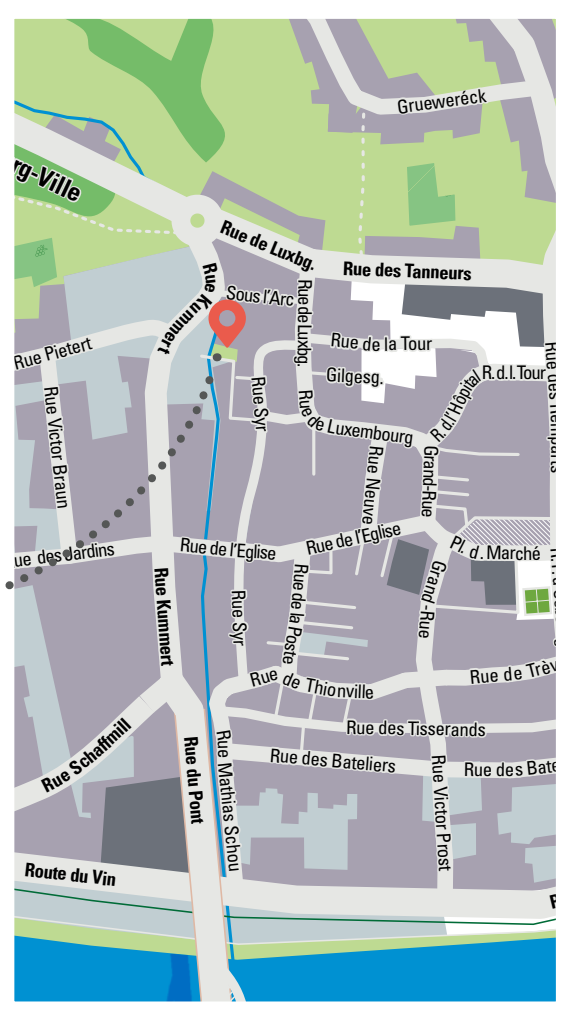 Grueweréck
rg-Ville
Rue de Luxbg.
Rue des Tanneurs
Rue Kummert
Sous l'Arc
Rue de Luxbg.
Rue de la Tour
Rue Pietert
Gilgesg.
R.d.l.Tour
R.d.l'Hôpital
Rue Syr
Rue Victor Braun
Rue de Luxembourg
Rue Neuve
Grand-Rue
ue des Jardins
Rue de l'Eglise
Rue de l'Eglise
Pl. d. Marché
Rue Kummert
Rue Syr
Rue de la Poste
Grand-Rue
Rue de Thionville
Rue de Trèv
Rue des Tisserands
Rue Schaffmill
Rue du Pont
Rue Mathias Schou
Rue des Bateliers
Rue des Bate
Rue Victor Prost
Route du Vin